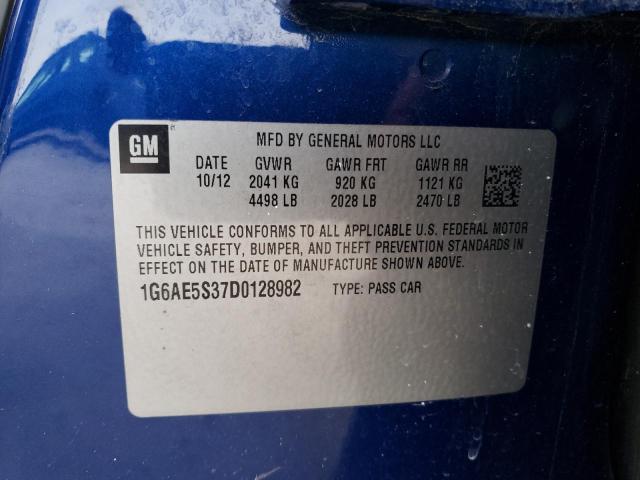 GM
MFD BY GENERAL MOTORS LLC
DATE GVWR GAWR FRT GAWR RR
10/12 2041 KG 920 KG 1121 KG
4498 LB 2028 LB 2470 LB
THIS VEHICLE CONFORMS TO ALL APPLICABLE U.S. FEDERAL MOTOR
VEHICLE SAFETY, BUMPER, AND THEFT PREVENTION STANDARDS IN
EFFECT ON THE DATE OF MANUFACTURE SHOWN ABOVE.
1G6AE5S37D0128982 TYPE: PASS CAR